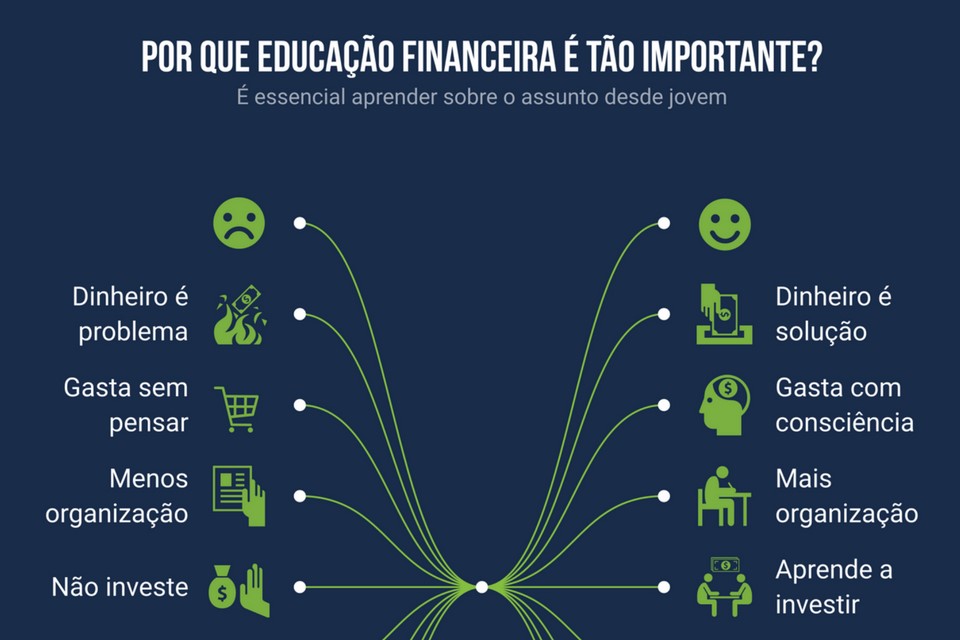 POR QUE EDUCAÇÃO FINANCEIRA É TÃO IMPORTANTE?
É essencial aprender sobre o assunto desde jovem
Dinheiro é
problema
Gasta sem
pensar
Menos
organização
Não investe
Dinheiro é
solução
Gasta com
consciência
Mais
organização
Aprende a
investir